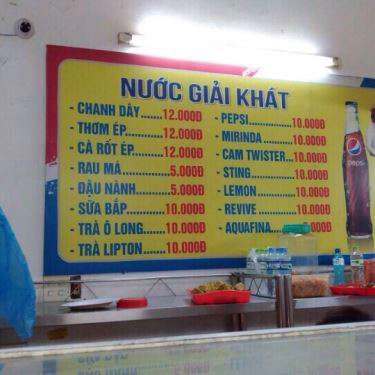 NƯỚC GIẢI KHÁT
- CHANH DÂY......12.000Đ
- THƠM ÉP..........12.000Đ
- CÀ RỐT ÉP.......12.000Đ
- RAU MÁ............5.000Đ
- ĐẬU NÀNH........5.000Đ
- SỮA BẮP..........10.000Đ
- TRÀ Ô LONG.....10.000Đ
- TRÀ LIPTON......10.000Đ
- PEPSI...............10.000Đ
- MIRINDA...........10.000Đ
- CAM TWISTER...10.000Đ
- STING..............10.000Đ
- LEMON............10.000Đ
- REVIVE............10.000Đ
- AQUAFINA
pepsi